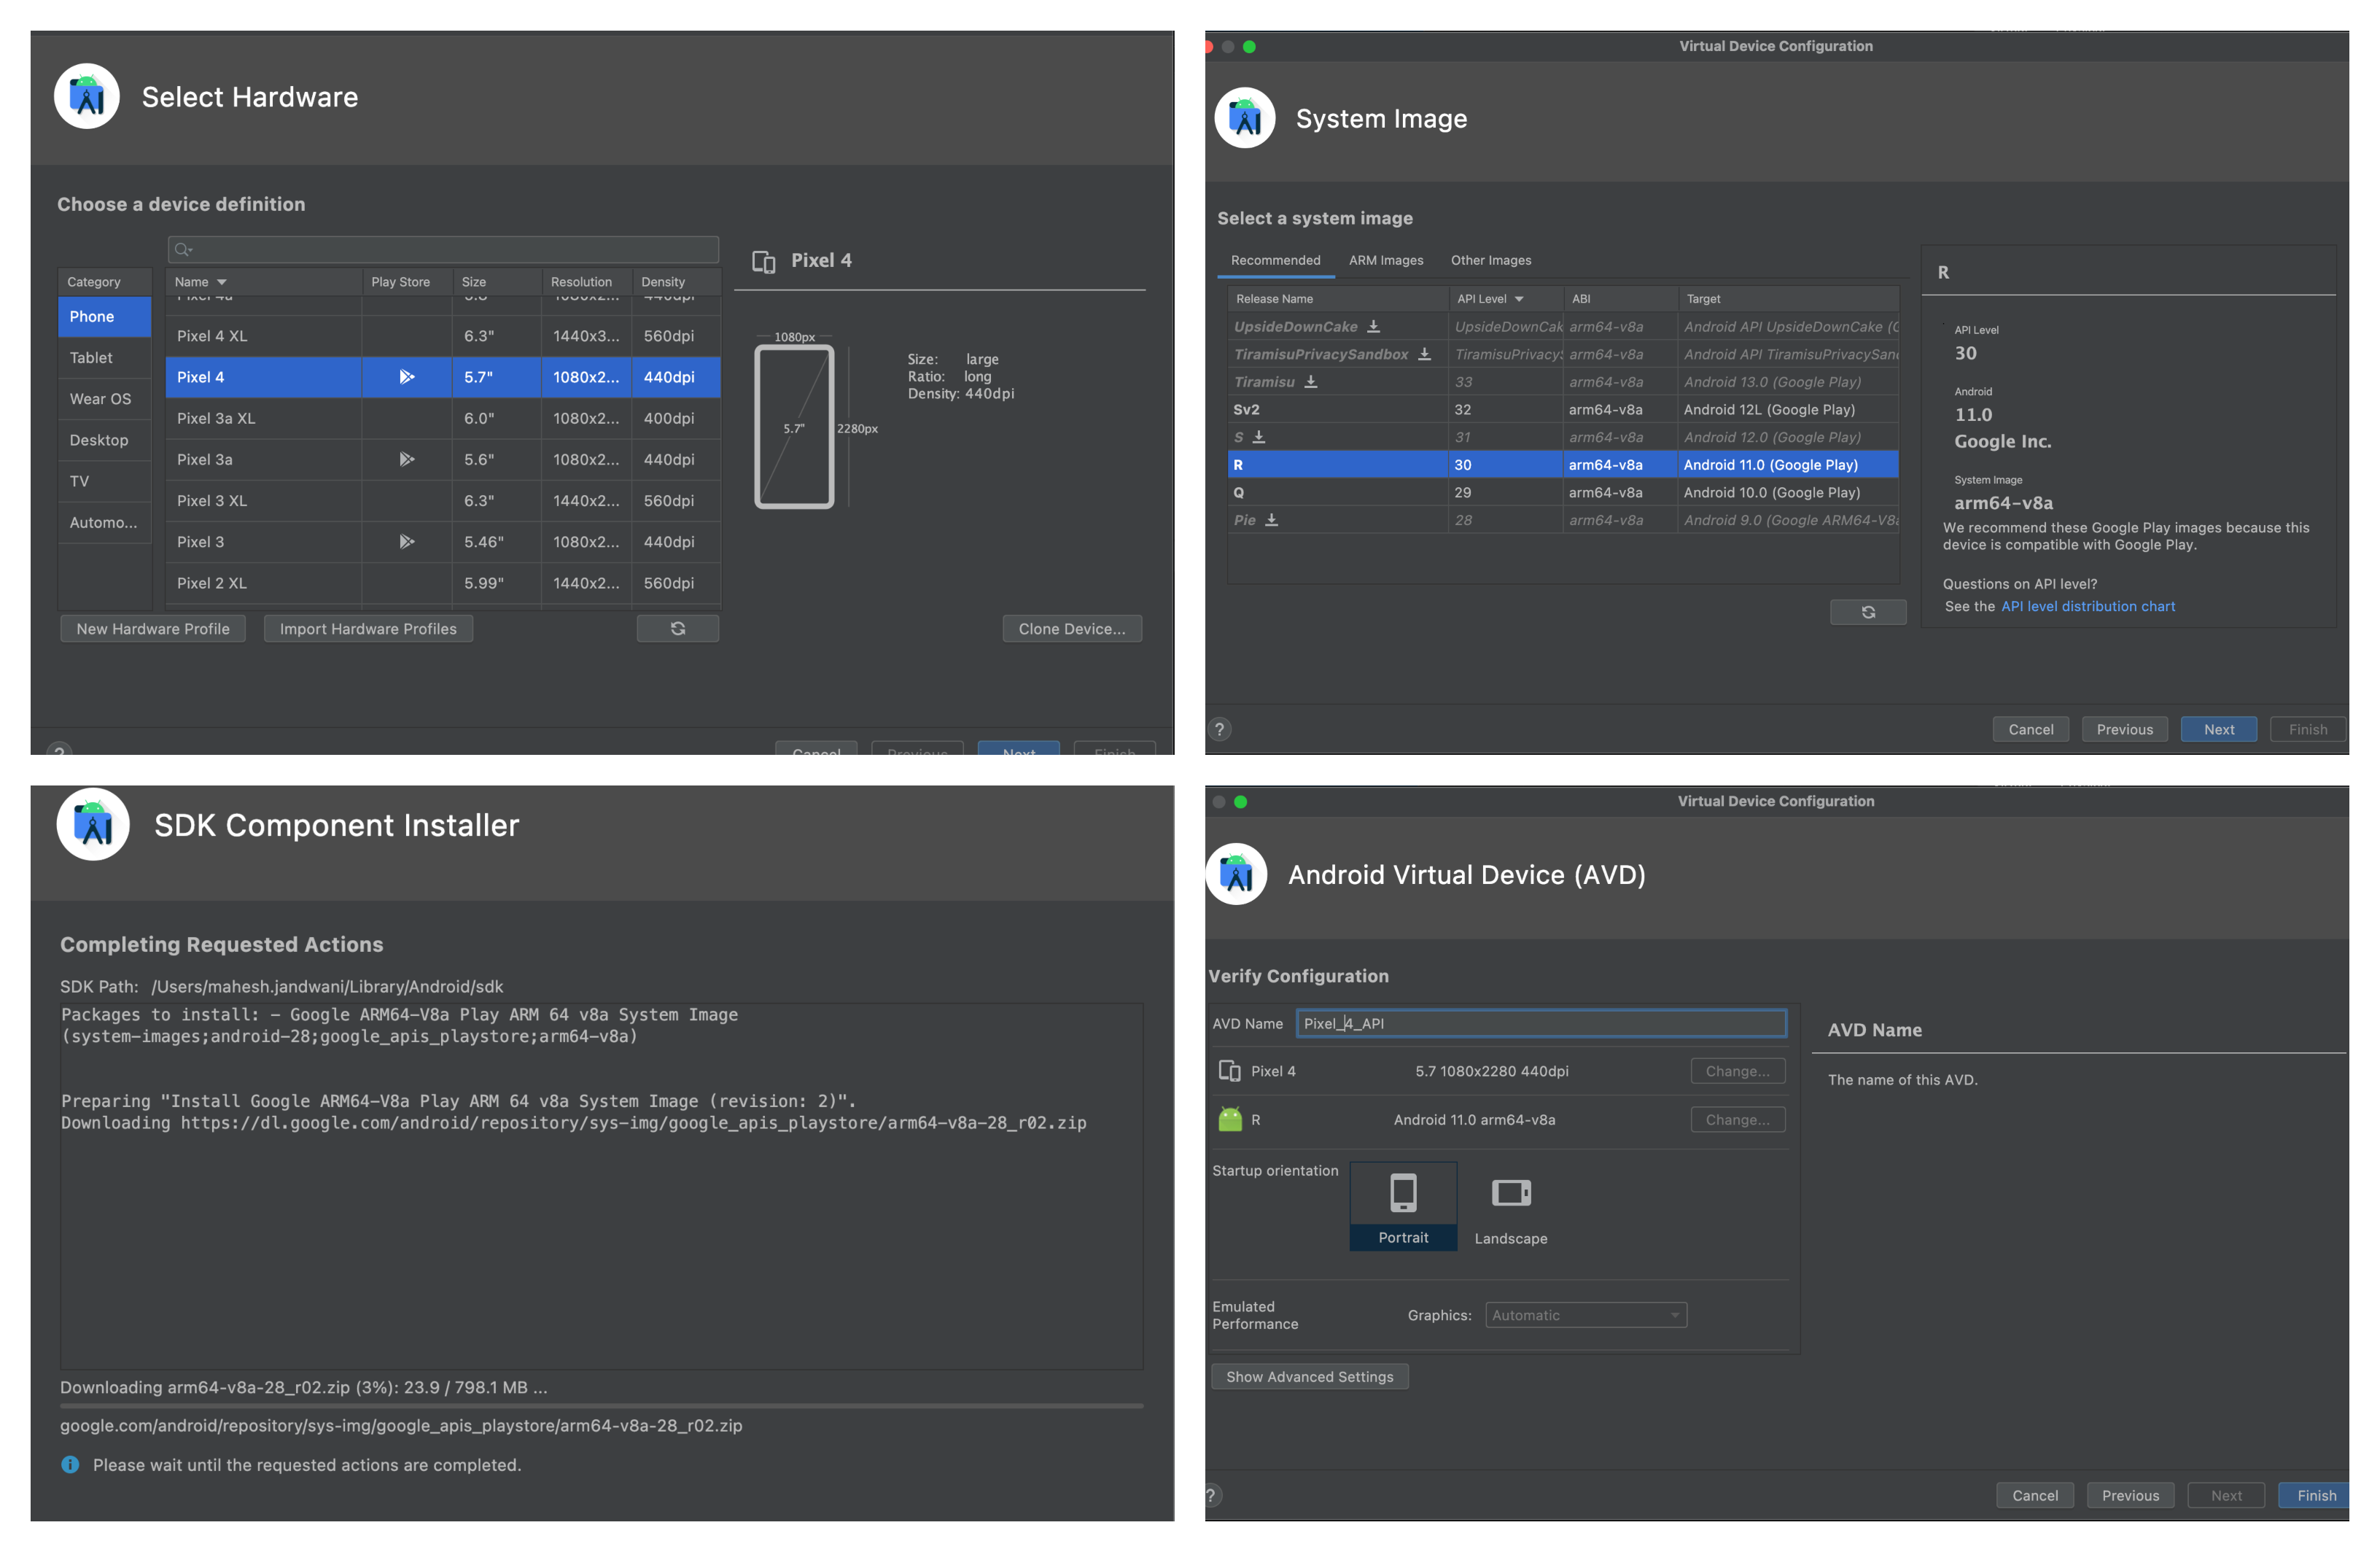 Select Hardware
Choose a device definition
Category Name Play Store Size Resolution Density
Phone
Tablet
Wear OS
Desktop
TV
Automo...
Pixel 4a 5.8" 1080x2... 440dpi
Pixel 4 XL 6.3" 1440x3... 560dpi
Pixel 4 5.7" 1080x2... 440dpi
Pixel 3a XL 6.0" 1080x2... 400dpi
Pixel 3a 5.6" 1080x2... 440dpi
Pixel 3 XL 6.3" 1440x2... 560dpi
Pixel 3 5.46" 1080x2... 440dpi
Pixel 2 XL 5.99" 1440x2... 560dpi
Pixel 4
1080px
5.7"
2280px
Size: large
Ratio: long
Density: 440dpi
New Hardware Profile Import Hardware Profiles Clone Device...
? Cancel Previous Next Finish
Virtual Device Configuration
System Image
Select a system image
Recommended ARM Images Other Images
Release Name API Level ABI Target
UpsideDownCake UpsideDownCak arm64-v8a Android API UpsideDownCake (G
TiramisuPrivacySandbox TiramisuPrivacyS arm64-v8a Android API TiramisuPrivacySand
Tiramisu 33 arm64-v8a Android 13.0 (Google Play)
Sv2 32 arm64-v8a Android 12L (Google Play)
S 31 arm64-v8a Android 12.0 (Google Play)
R 30 arm64-v8a Android 11.0 (Google Play)
Q 29 arm64-v8a Android 10.0 (Google Play)
Pie 28 arm64-v8a Android 9.0 (Google ARM64-V8a
R
API Level
30
Android
11.0
Google Inc.
System Image
arm64-v8a
We recommend these Google Play images because this
device is compatible with Google Play.
Questions on API level?
See the API level distribution chart
? Cancel Previous Next Finish
SDK Component Installer
Completing Requested Actions
SDK Path: /Users/mahesh.jandwani/Library/Android/sdk
Packages to install: - Google ARM64-V8a Play ARM 64 v8a System Image
(system-images;android-28;google_apis_playstore;arm64-v8a)
Preparing "Install Google ARM64-V8a Play ARM 64 v8a System Image (revision: 2)".
Downloading https://dl.google.com/android/repository/sys-img/google_apis_playstore/arm64-v8a-28_r02.zip
Downloading arm64-v8a-28_r02.zip (3%): 23.9 / 798.1 MB ...
google.com/android/repository/sys-img/google_apis_playstore/arm64-v8a-28_r02.zip
Please wait until the requested actions are completed.
Virtual Device Configuration
Android Virtual Device (AVD)
Verify Configuration
AVD Name Pixel_4_API
Pixel 4 5.7 1080x2280 440dpi Change...
R Android 11.0 arm64-v8a Change...
Startup orientation
Portrait
Landscape
Emulated
Performance
Graphics: Automatic
Show Advanced Settings
AVD Name
The name of this AVD.
? Cancel Previous Next Finish